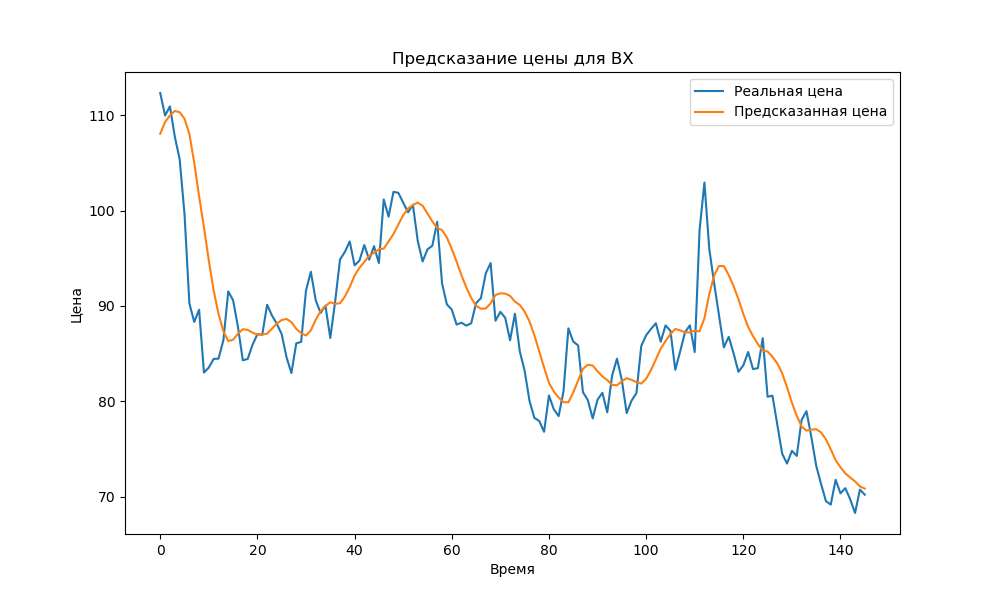 Предсказание цены для BX
Реальная цена
Предсказанная цена
Цена
110
100
90
80
70
0 20 40 60 80 100 120 140
Время